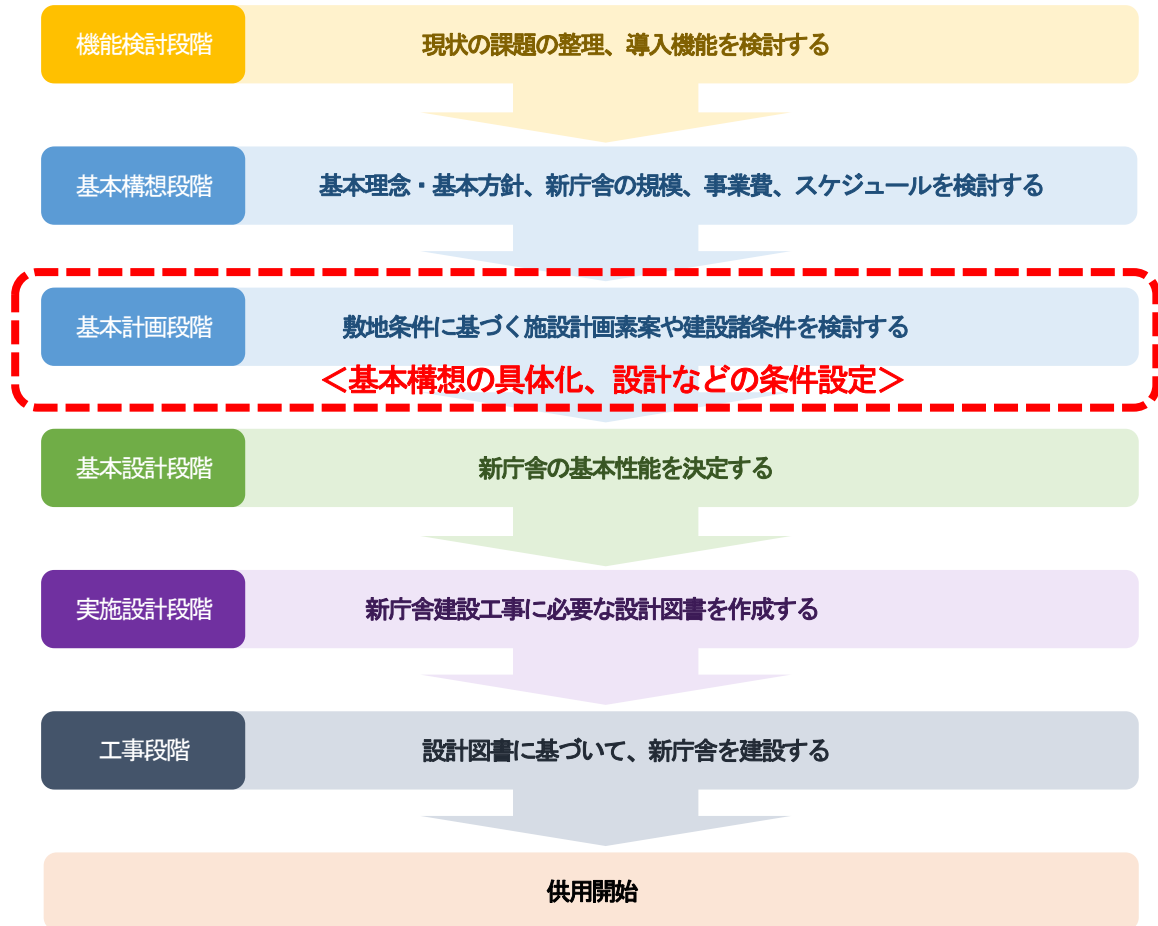 機能検討段階
現状の課題の整理、導入機能を検討する
基本構想段階
基本理念・基本方針、新庁舎の規模、事業費、スケジュールを検討する
基本計画段階
敷地条件に基づく施設計画素案や建設諸条件を検討する
＜基本構想の具体化、設計などの条件設定＞
基本設計段階
新庁舎の基本性能を決定する
実施設計段階
新庁舎建設工事に必要な設計図書を作成する
工事段階
設計図書に基づいて、新庁舎を建設する
供用開始